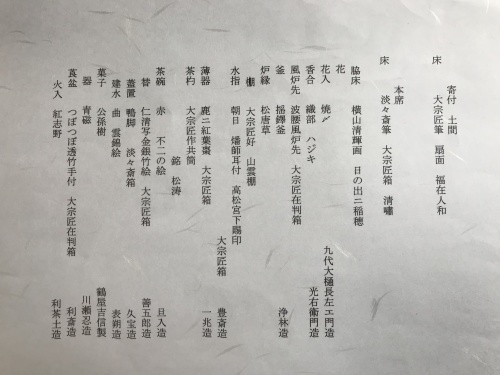 寄付　土間
床　大宗匠筆　扇面　福在人和
本席
床　淡々斎筆　大宗匠箱　清嘯
脇床　横山清暉画　日の出ニ稲穂
花
花入　焼〆　九代大樋長左エ門造
香合　織部　ハジキ　光右衛門造
風炉先　波腰風炉先　大宗匠在判箱
釜　揺鐶釜　浄林造
炉縁　松唐草
棚　大宗匠好　山雲棚
水指　朝日　燔師耳付　高松宮下賜印　大宗匠箱　豊斎造
薄器　鹿ニ紅葉棗　大宗匠箱　一兆造
茶杓　大宗匠作共筒　銘　松涛
茶碗　赤　不二の絵　旦入造
替　仁清写金銀竹絵　大宗匠箱　善五郎造
蓋置　鴨脚　淡々斎箱　久宝造
建水　曲　雲錦絵　表朔造
菓子　公孫樹　鶴屋吉信製
器　青磁　川瀬忍造
莨盆　つぼつぼ透竹手付　大宗匠在判箱　利斎造
火入　紅志野　利茶土造